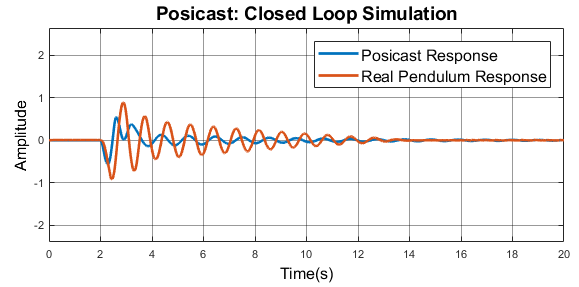 Posicast: Closed Loop Simulation
Posicast Response
Real Pendulum Response
Amplitude
2
1
0
-1
-2
0 2 4 6 8 10 12 14 16 18 20
Time(s)